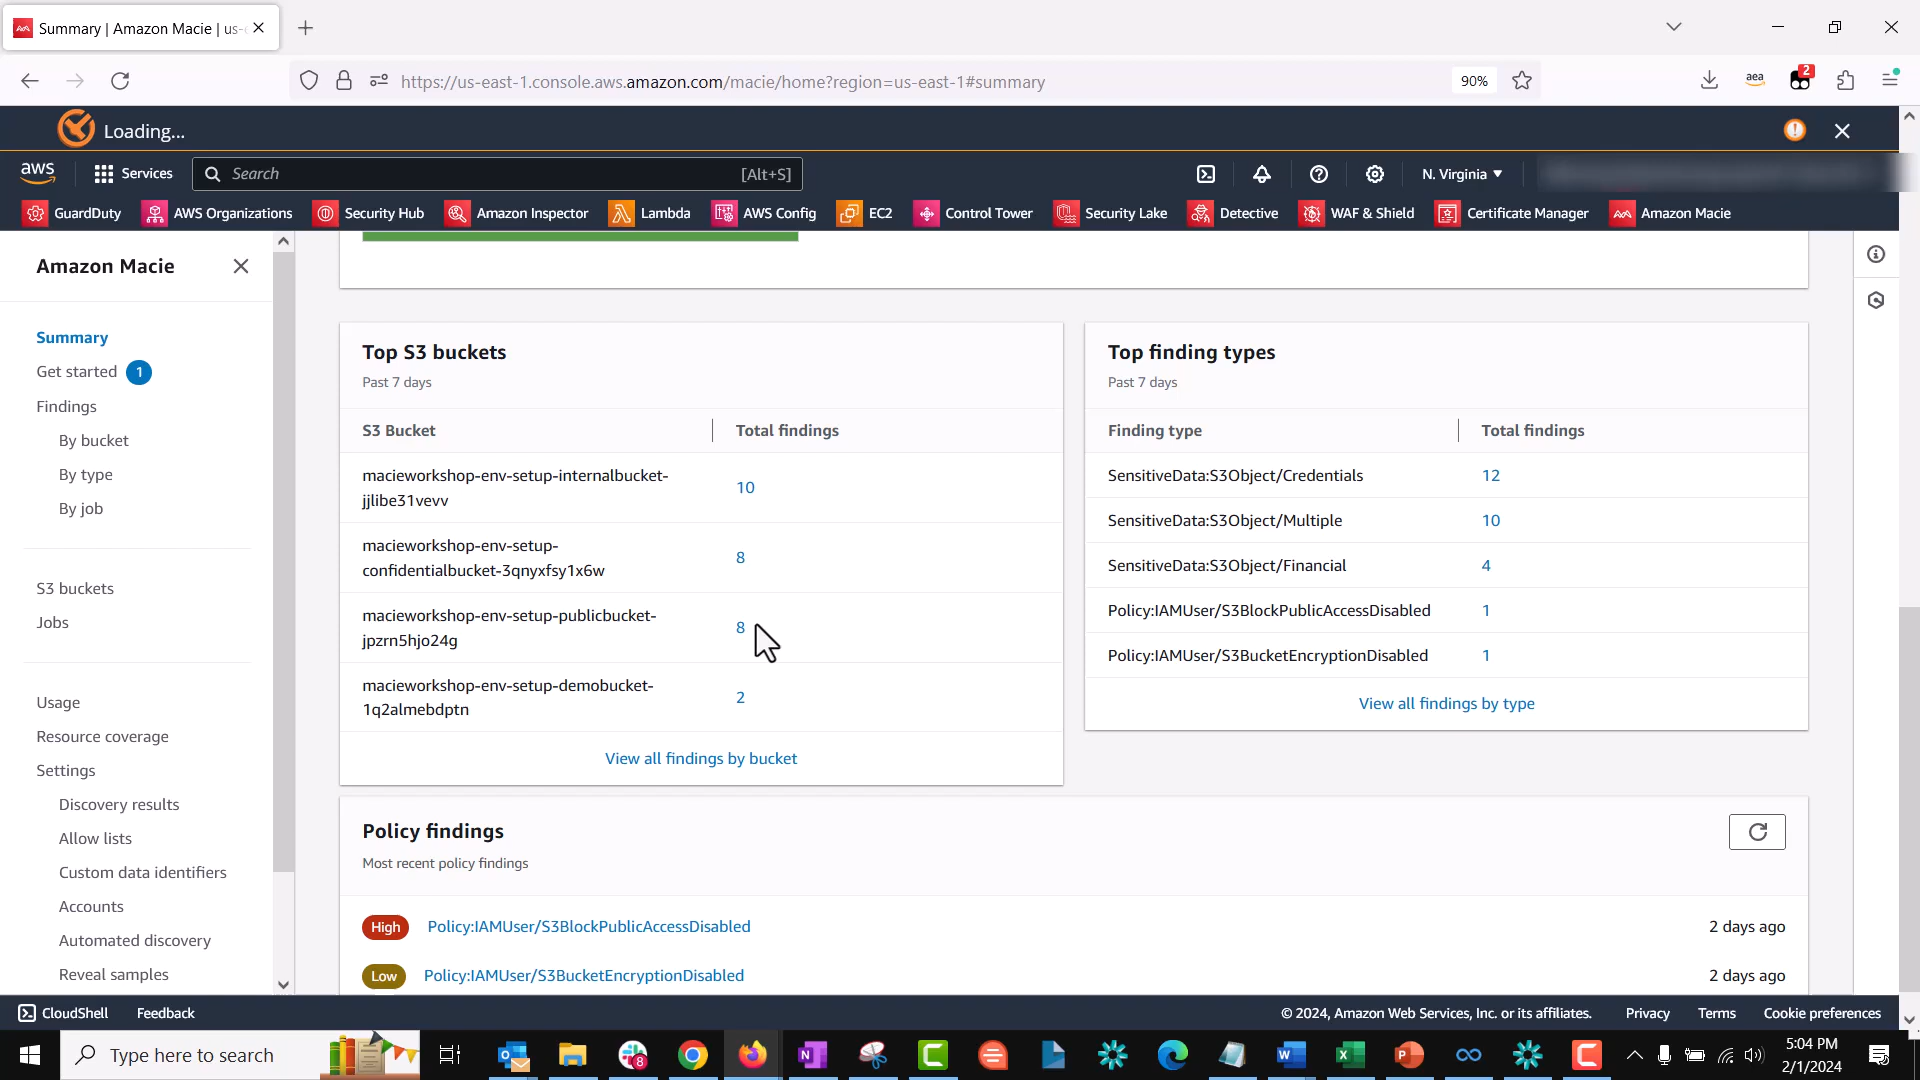 Summary | Amazon Macie | us-
https://us-east-1.console.aws.amazon.com/macie/home?region=us-east-1#summary
90%
aea
2
Loading...
aws
Services
Search
[Alt+S]
N. Virginia
GuardDuty
AWS Organizations
Security Hub
Amazon Inspector
Lambda
AWS Config
EC2
Control Tower
Security Lake
Detective
WAF & Shield
Certificate Manager
Amazon Macie
Amazon Macie
Summary
Get started 1
Findings
By bucket
By type
By job
S3 buckets
Jobs
Usage
Resource coverage
Settings
Discovery results
Allow lists
Custom data identifiers
Accounts
Automated discovery
Reveal samples
Top S3 buckets
Past 7 days
S3 Bucket
Total findings
macieworkshop-env-setup-internalbucket-
jjlibe31vevv
10
macieworkshop-env-setup-
confidentialbucket-3qnyxfsy1x6w
8
macieworkshop-env-setup-publicbucket-
jpzrn5hjo24g
8
macieworkshop-env-setup-demobucket-
1q2almebdptn
2
View all findings by bucket
Top finding types
Past 7 days
Finding type
Total findings
SensitiveData:S3Object/Credentials
12
SensitiveData:S3Object/Multiple
10
SensitiveData:S3Object/Financial
4
Policy:IAMUser/S3BlockPublicAccessDisabled
1
Policy:IAMUser/S3BucketEncryptionDisabled
1
View all findings by type
Policy findings
Most recent policy findings
High
Policy:IAMUser/S3BlockPublicAccessDisabled
2 days ago
Low
Policy:IAMUser/S3BucketEncryptionDisabled
2 days ago
CloudShell
Feedback
© 2024, Amazon Web Services, Inc. or its affiliates.
Privacy
Terms
Cookie preferences
Type here to search
8
5:04 PM
2/1/2024